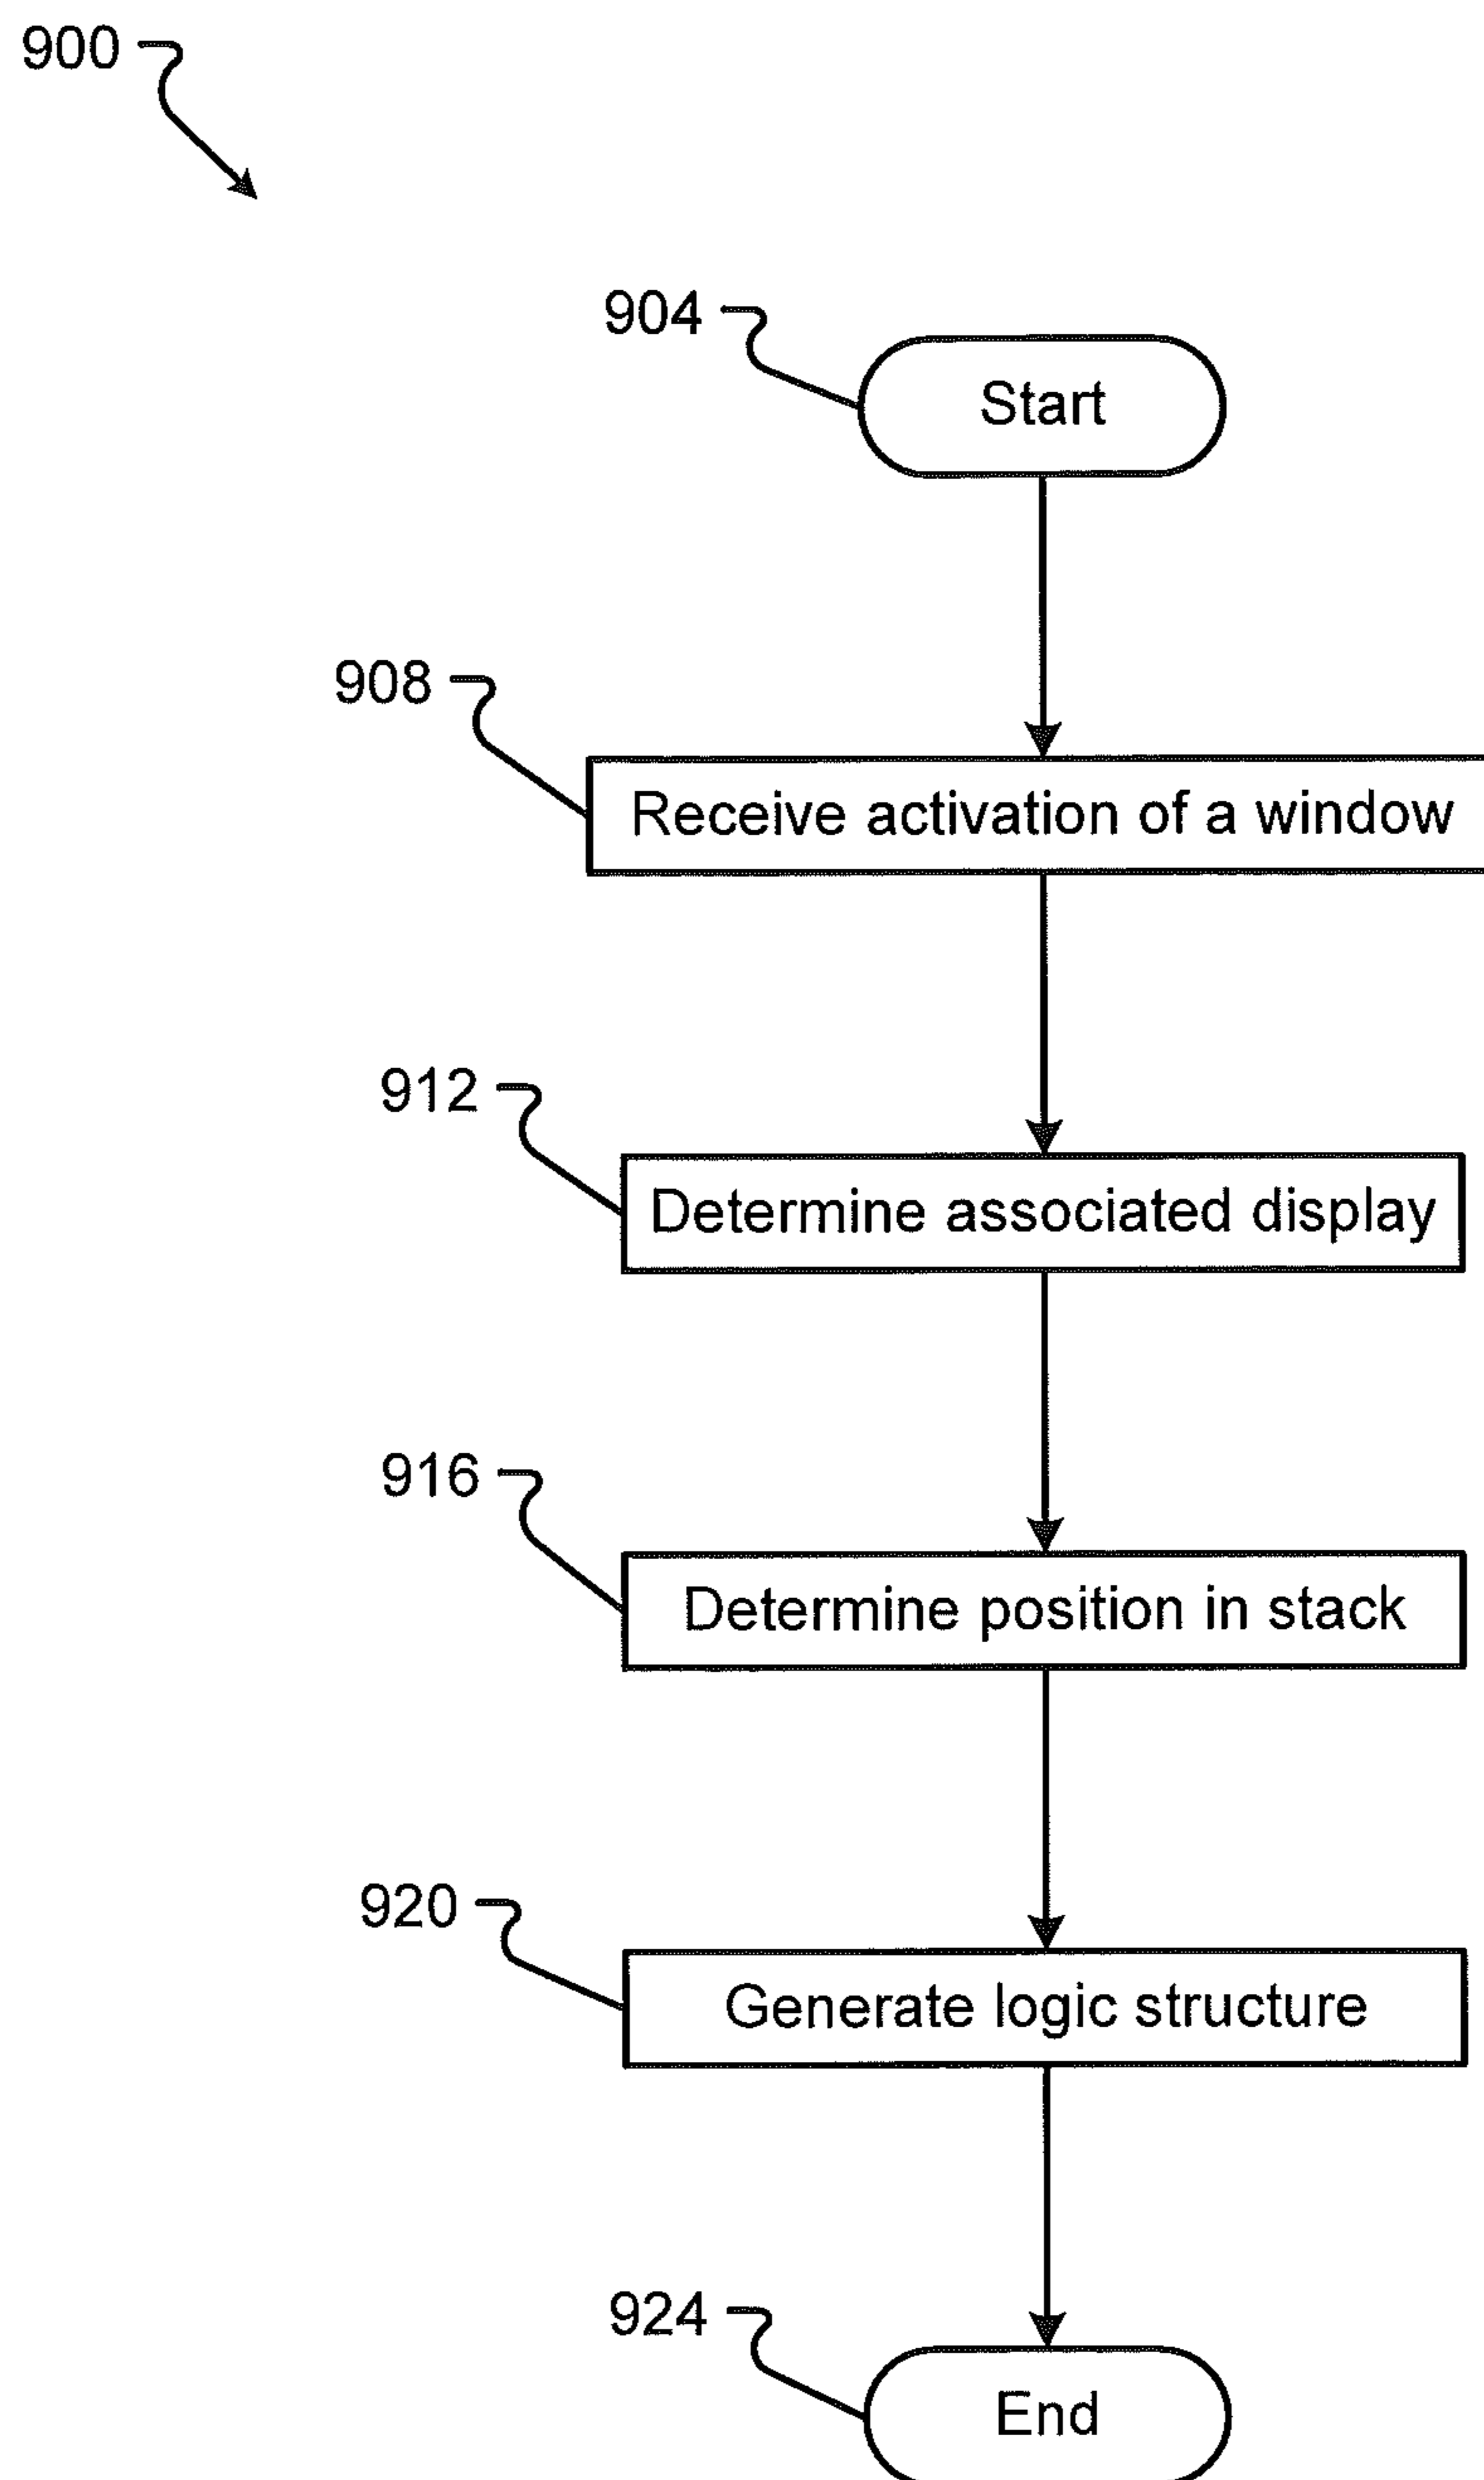 900
904
Start
908
Receive activation of a window
912
Determine associated display
916
Determine position in stack
920
Generate logic structure
924
End